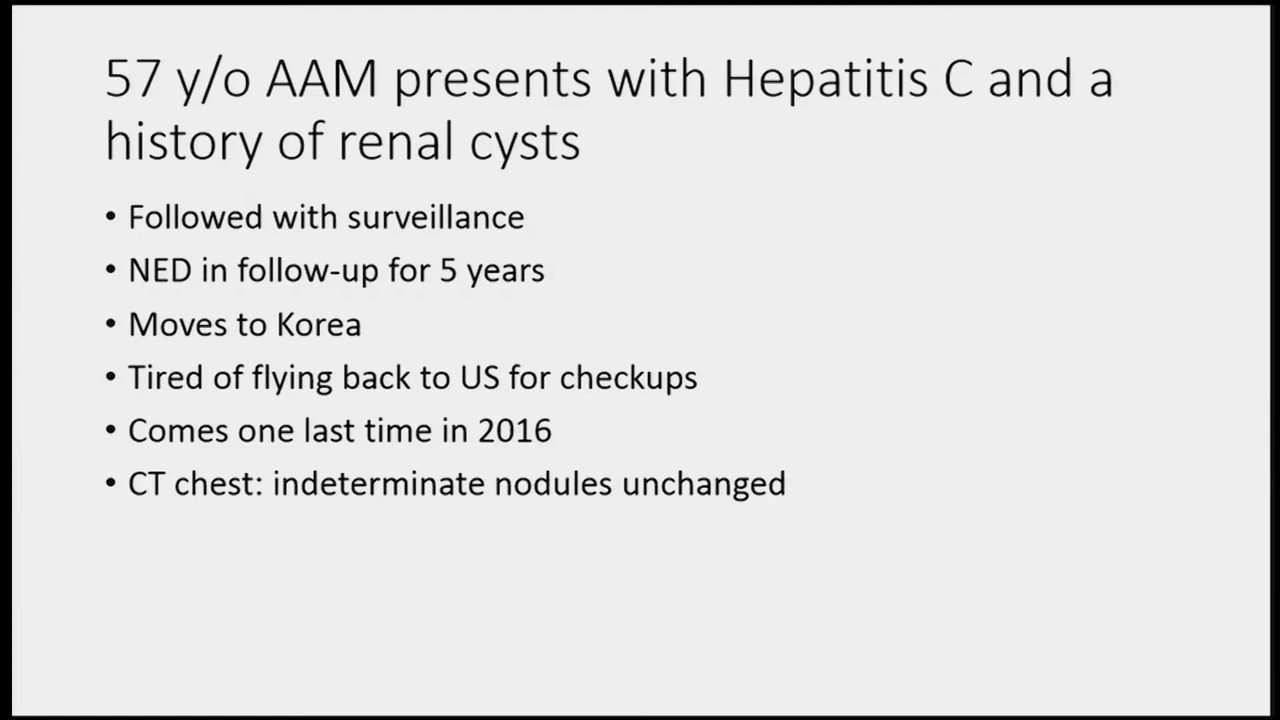 57 y/o AAM presents with Hepatitis C and a
history of renal cysts
• Followed with surveillance
• NED in follow-up for 5 years
• Moves to Korea
• Tired of flying back to US for checkups
• Comes one last time in 2016
• CT chest: indeterminate nodules unchanged